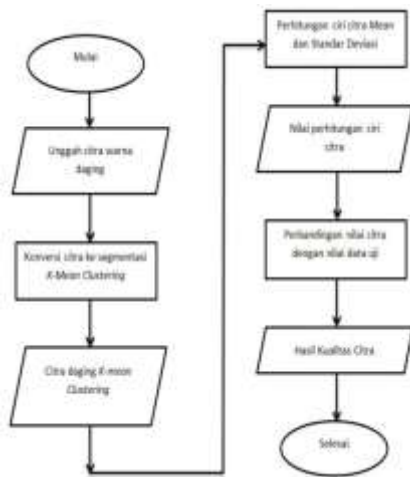 Mulai
Unggah citra warna
daging
Konversi citra ke segmentasi
K-Mean Clustering
Citra daging K-mean
Clustering
Perhitungan ciri citra Mean
dan Standar Deviasi
Nilai perhitungan ciri
citra
Perbandingan nilai citra
dengan nilai data uji
Hasil Kualitas Citra
Selesai